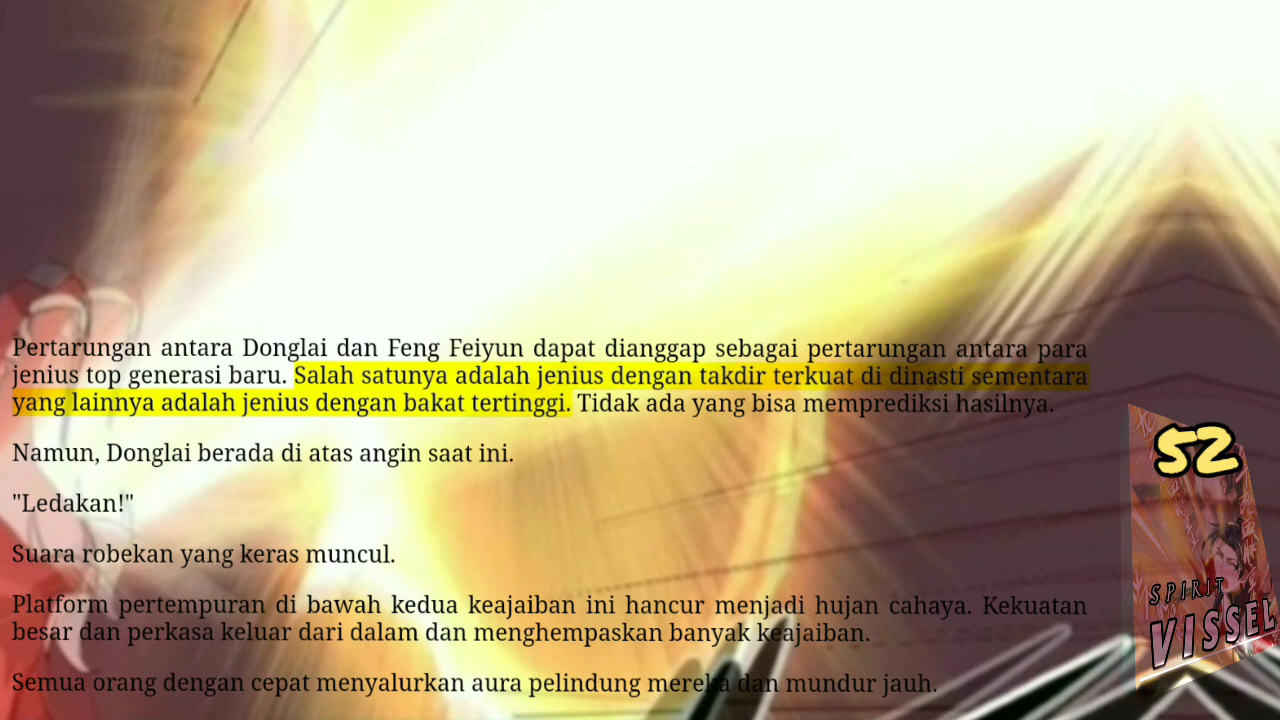 Pertarungan antara Donglai dan Feng Feiyun dapat dianggap sebagai pertarungan antara para
jenius top generasi baru. Salah satunya adalah jenius dengan takdir terkuat di dinasti sementara
yang lainnya adalah jenius dengan bakat tertinggi. Tidak ada yang bisa memprediksi hasilnya.
Namun, Donglai berada di atas angin saat ini.
"Ledakan!"
Suara robekan yang keras muncul.
Platform pertempuran di bawah kedua keajaiban ini hancur menjadi hujan cahaya. Kekuatan
besar dan perkasa keluar dari dalam dan menghempaskan banyak keajaiban.
Semua orang dengan cepat menyalurkan aura pelindung mereka dan mundur jauh.
52
SPIRIT
VISSEL